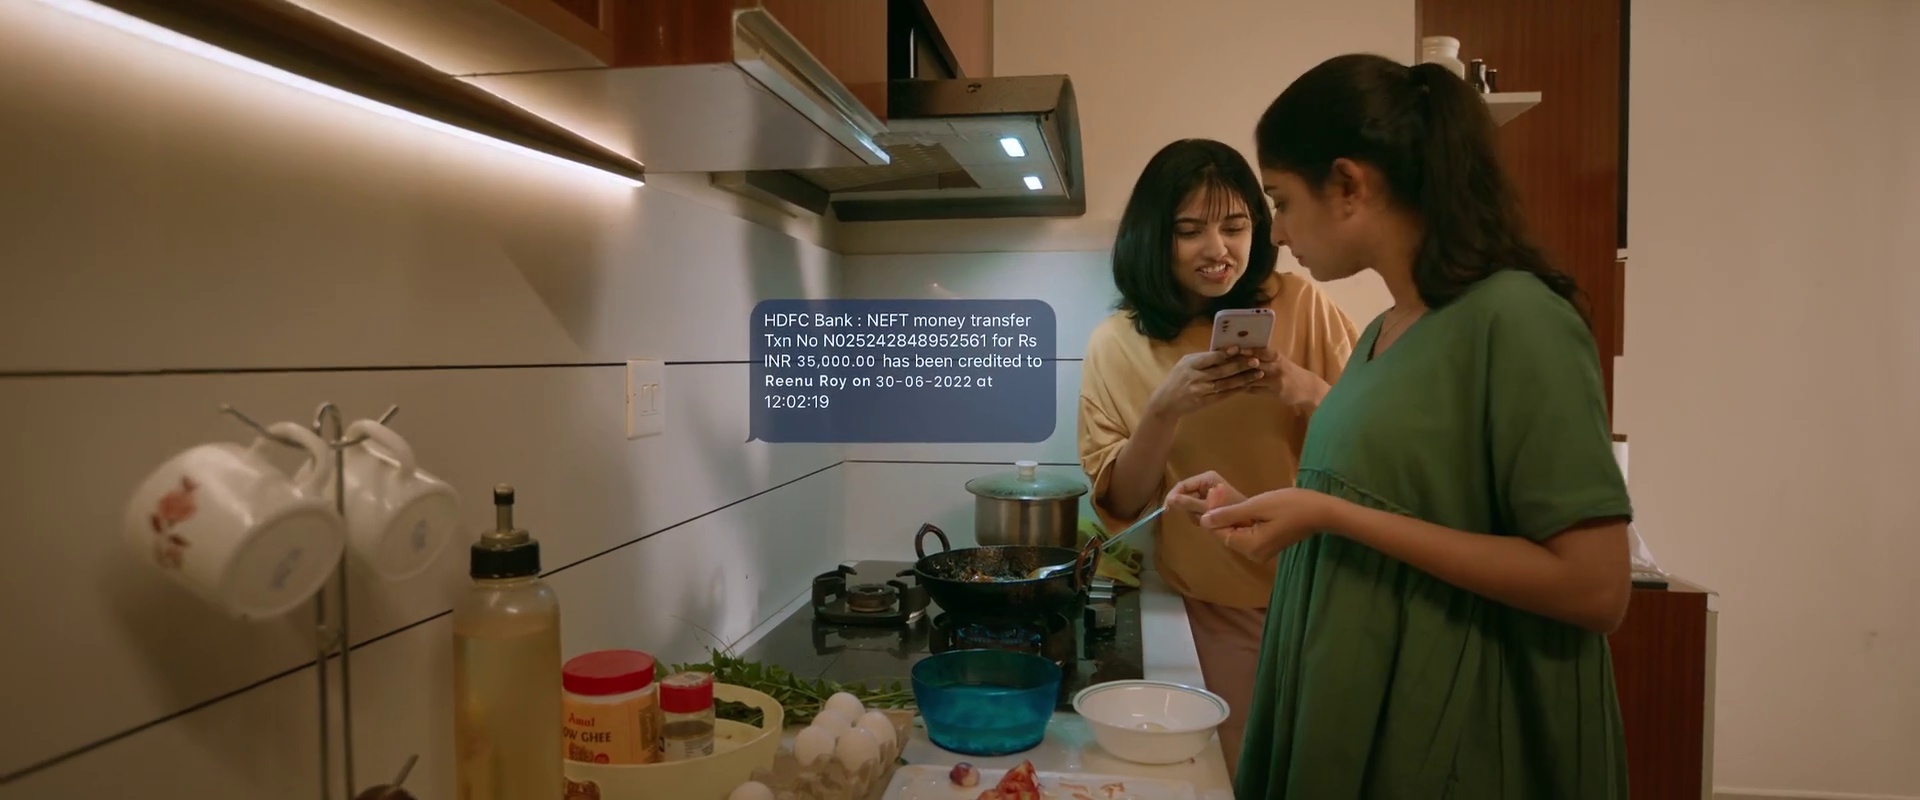 HDFC Bank : NEFT money transfer
Txn No N025242848952561 for Rs
INR 35,000.00 has been credited to
Reenu Roy on 30-06-2022 at
12:02:19
Amul
OW GHEE